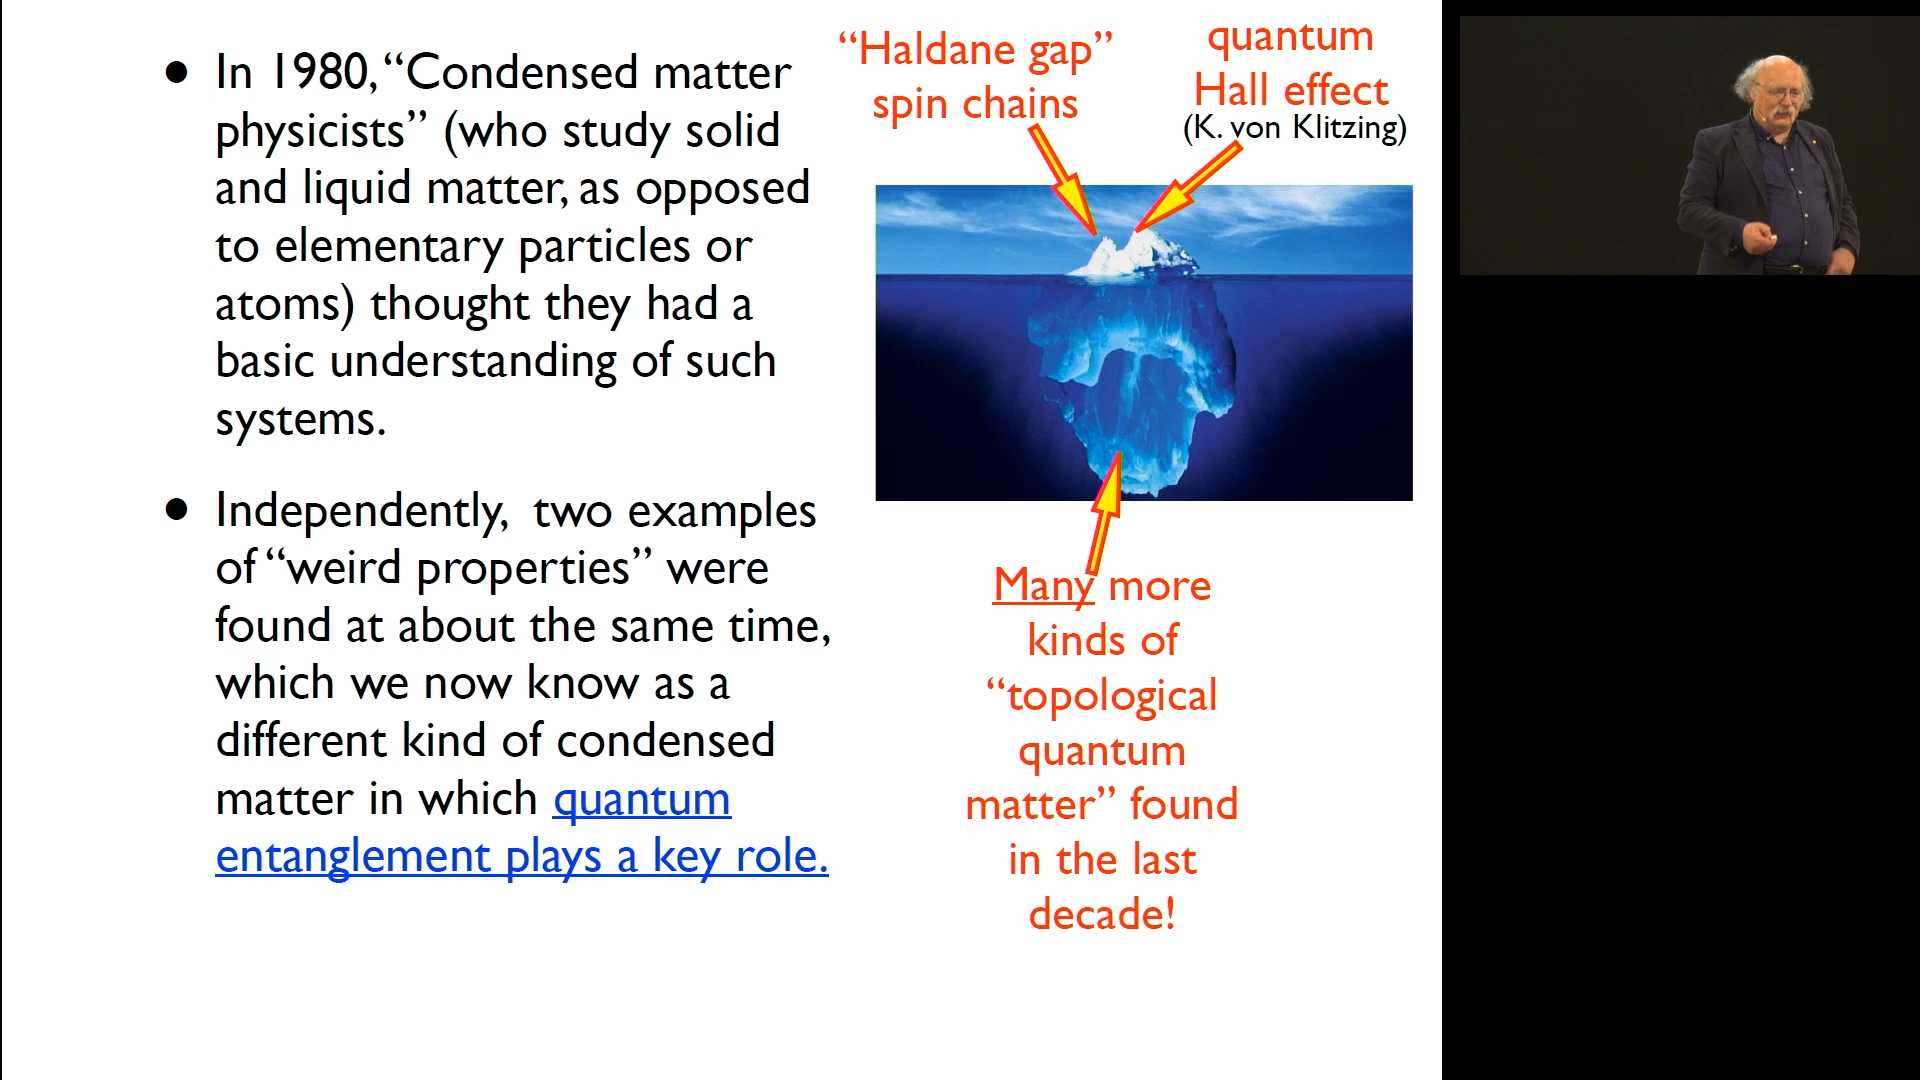 • In 1980, “Condensed matter
physicists” (who study solid
and liquid matter, as opposed
to elementary particles or
atoms) thought they had a
basic understanding of such
systems.
• Independently, two examples
of “weird properties” were
found at about the same time,
which we now know as a
different kind of condensed
matter in which quantum
entanglement plays a key role.
“Haldane gap”
spin chains
quantum
Hall effect
(K. von Klitzing)
Many more
kinds of
“topological
quantum
matter” found
in the last
decade!